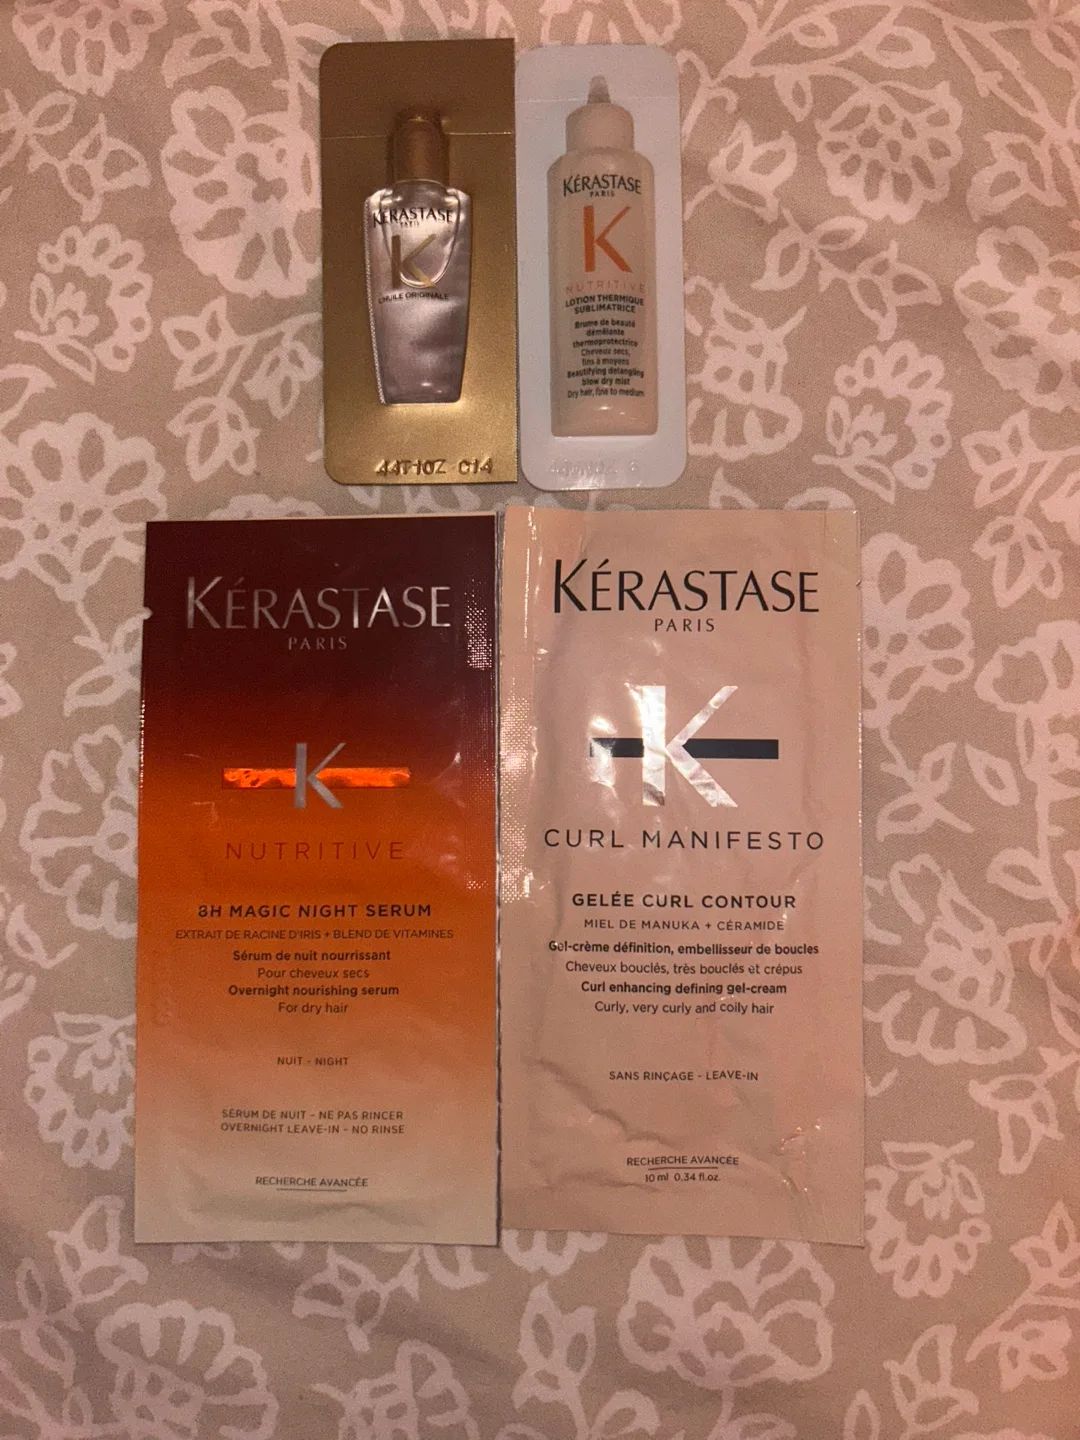 KÉRASTASE
PARIS
K
L'HUILE ORIGINALE
44T10Z C14
KÉRASTASE
PARIS
K
NUTRITIVE
LOTION THERMIQUE
SUBLIMATRICE
Brume de beauté
démêlante
thermoprotectrice
Cheveux secs,
fins à moyens
Beautifying detangling
blow dry mist
Dry hair, fine to medium
KÉRASTASE
PARIS
K
NUTRITIVE
8H MAGIC NIGHT SERUM
EXTRAIT DE RACINE D'IRIS + BLEND DE VITAMINES
Sérum de nuit nourrissant
Pour cheveux secs
Overnight nourishing serum
For dry hair
NUIT - NIGHT
SÉRUM DE NUIT - NE PAS RINCER
OVERNIGHT LEAVE-IN - NO RINSE
RECHERCHE AVANCÉE
KÉRASTASE
PARIS
K
CURL MANIFESTO
GELÉE CURL CONTOUR
MIEL DE MANUKA + CÉRAMIDE
Gel-crème définition, embellisseur de boucles
Cheveux bouclés, très bouclés et crépus
Curl enhancing defining gel-cream
Curly, very curly and coily hair
SANS RINÇAGE - LEAVE-IN
RECHERCHE AVANCÉE
10 ml 0.34 fl.oz.